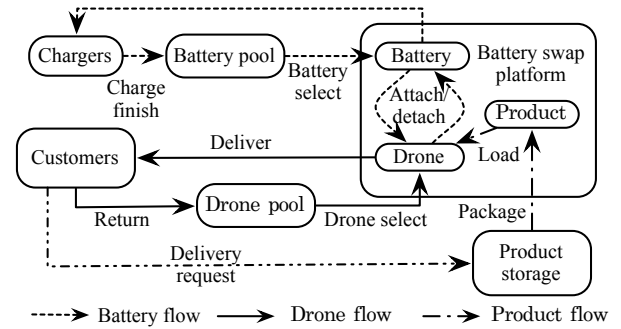 Chargers
Charge
finish
Battery pool
Battery
select
Battery
Battery swap
platform
Attach/
detach
Product
Load
Drone
Customers
Deliver
Return
Drone pool
Drone select
Package
Delivery
request
Product
storage
Battery flow
Drone flow
Product flow